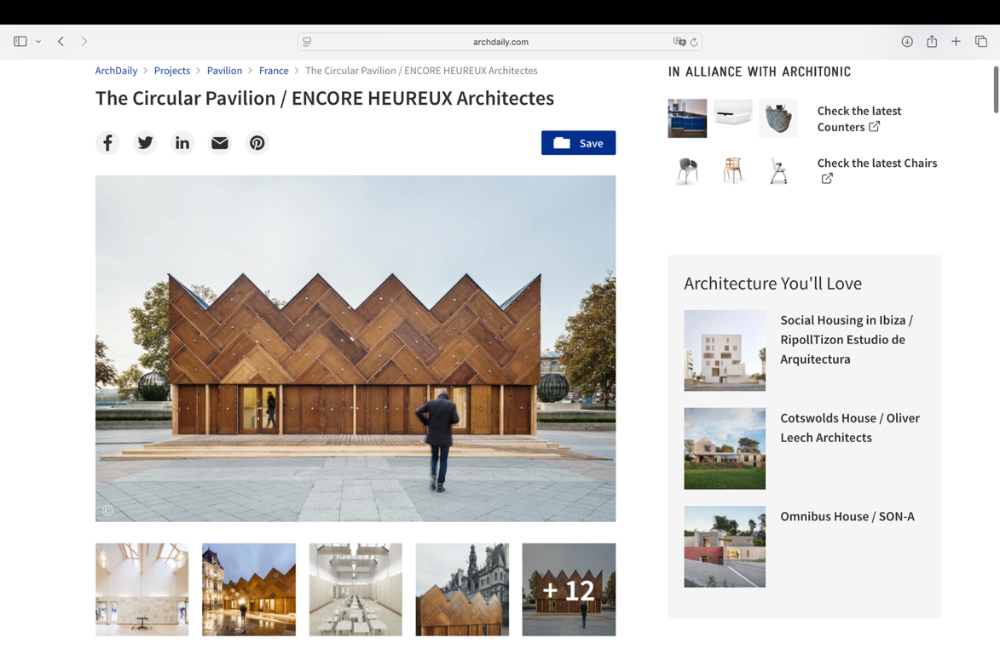 archdaily.com
ArchDaily > Projects > Pavilion > France > The Circular Pavilion / ENCORE HEUREUX Architectes
The Circular Pavilion / ENCORE HEUREUX Architectes
Save
©
+ 12
IN ALLIANCE WITH ARCHITONIC
Check the latest
Counters
Check the latest Chairs
Architecture You'll Love
Social Housing in Ibiza /
RipollTizon Estudio de
Arquitectura
Cotswolds House / Oliver
Leech Architects
Omnibus House / SON-A